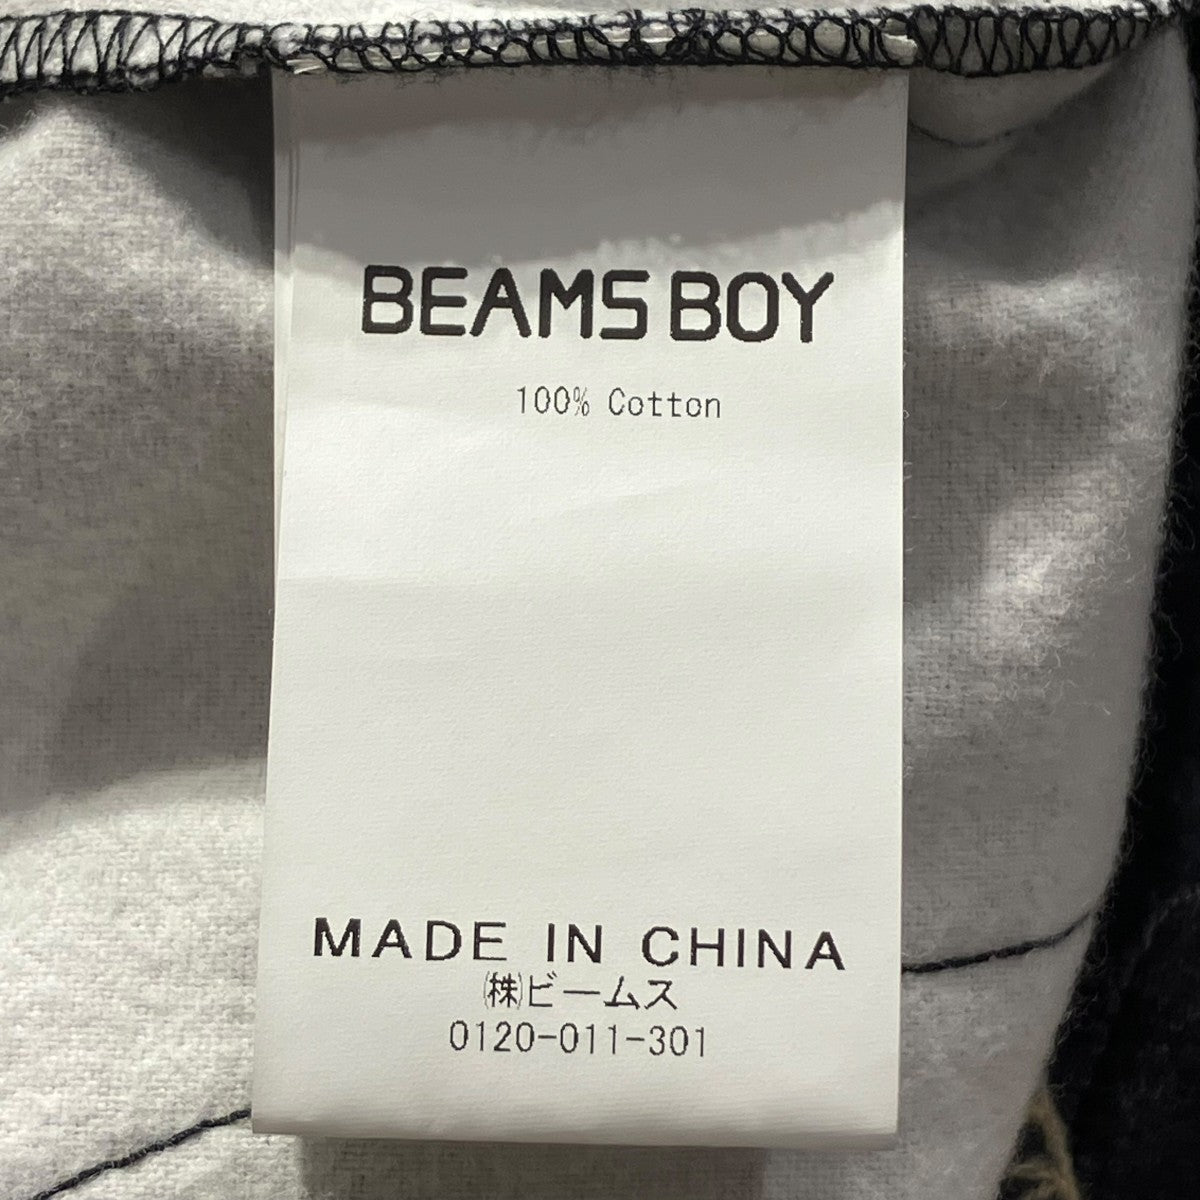 BEAMS BOY
100% Cotton
MADE IN CHINA
㈱ビームス
0120-011-301